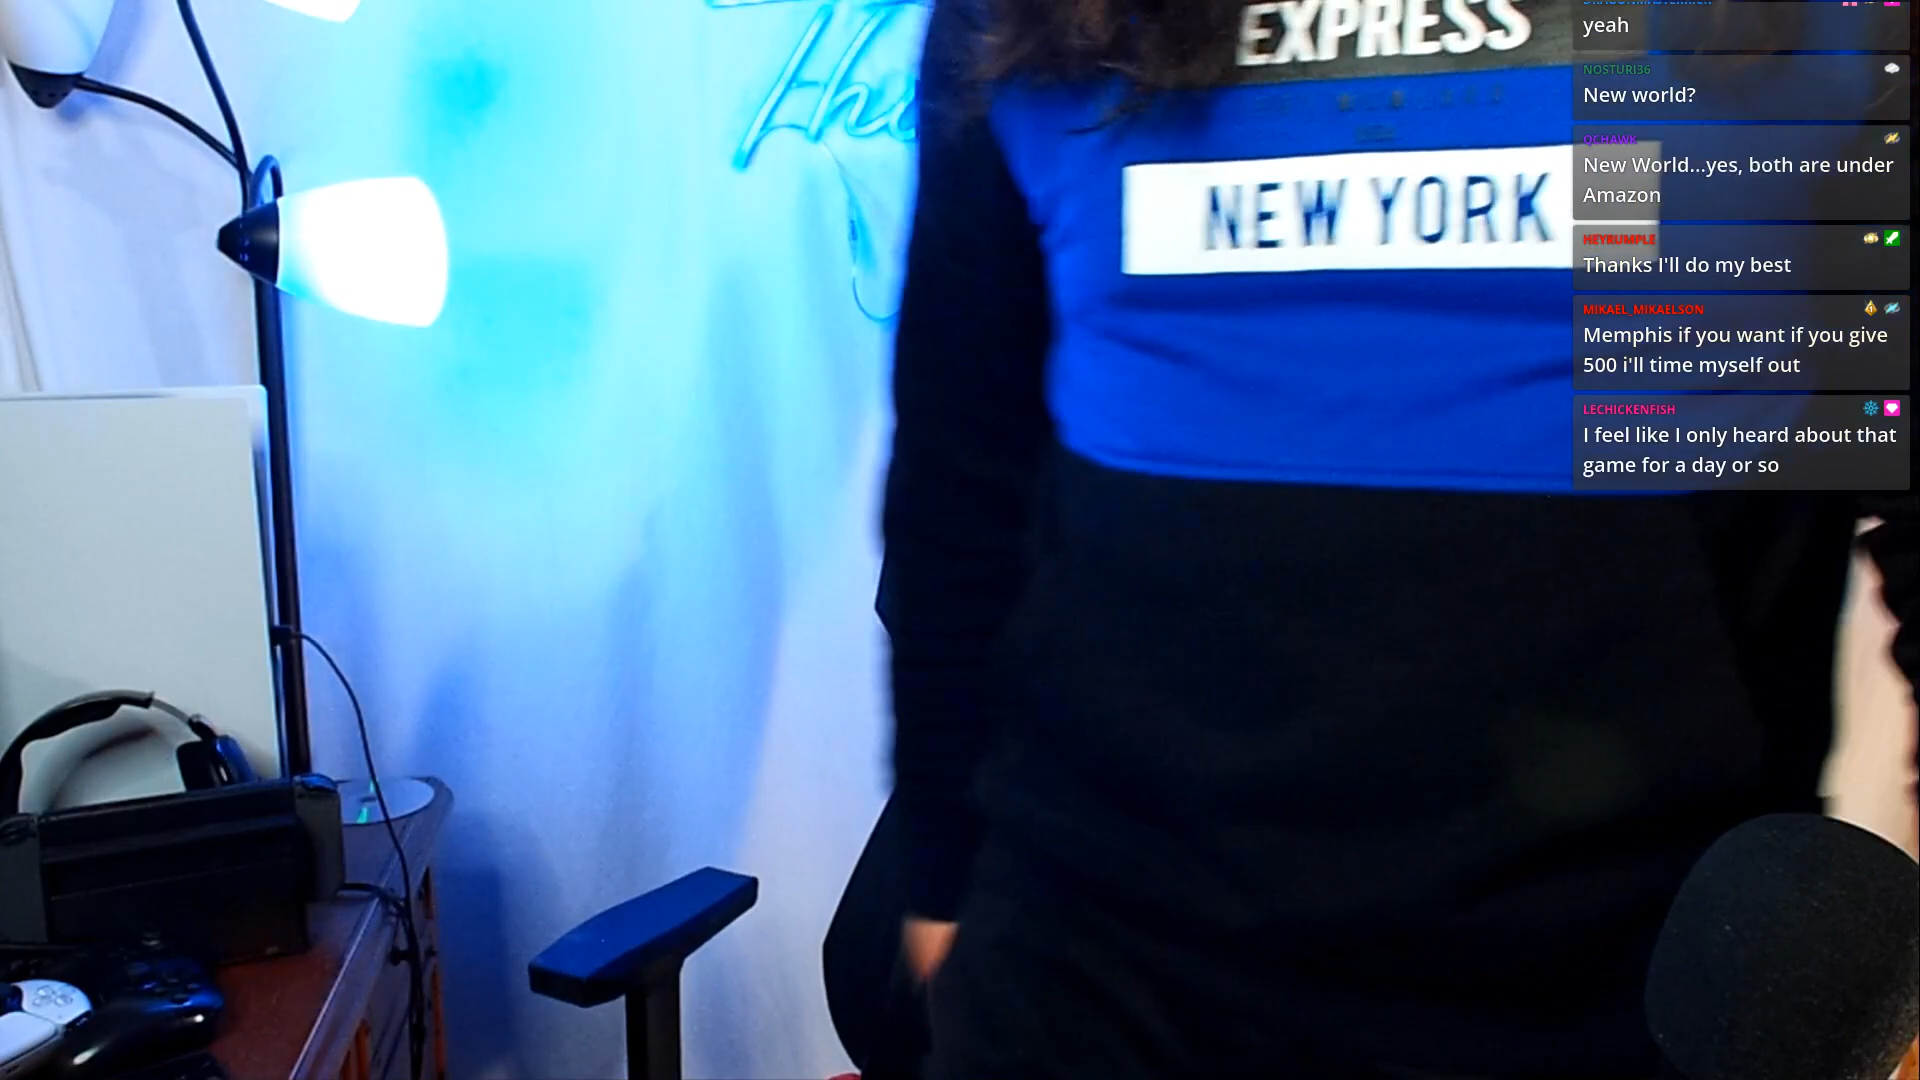 EXPRESS
NEW YORK
yeah
NOSTURI36
New world?
QCHAWK
New World...yes, both are under
Amazon
HEYRUMPLE
Thanks I'll do my best
MIKAEL_MIKAELSON
Memphis if you want if you give
500 i'll time myself out
LECHICKENFISH
I feel like I only heard about that
game for a day or so